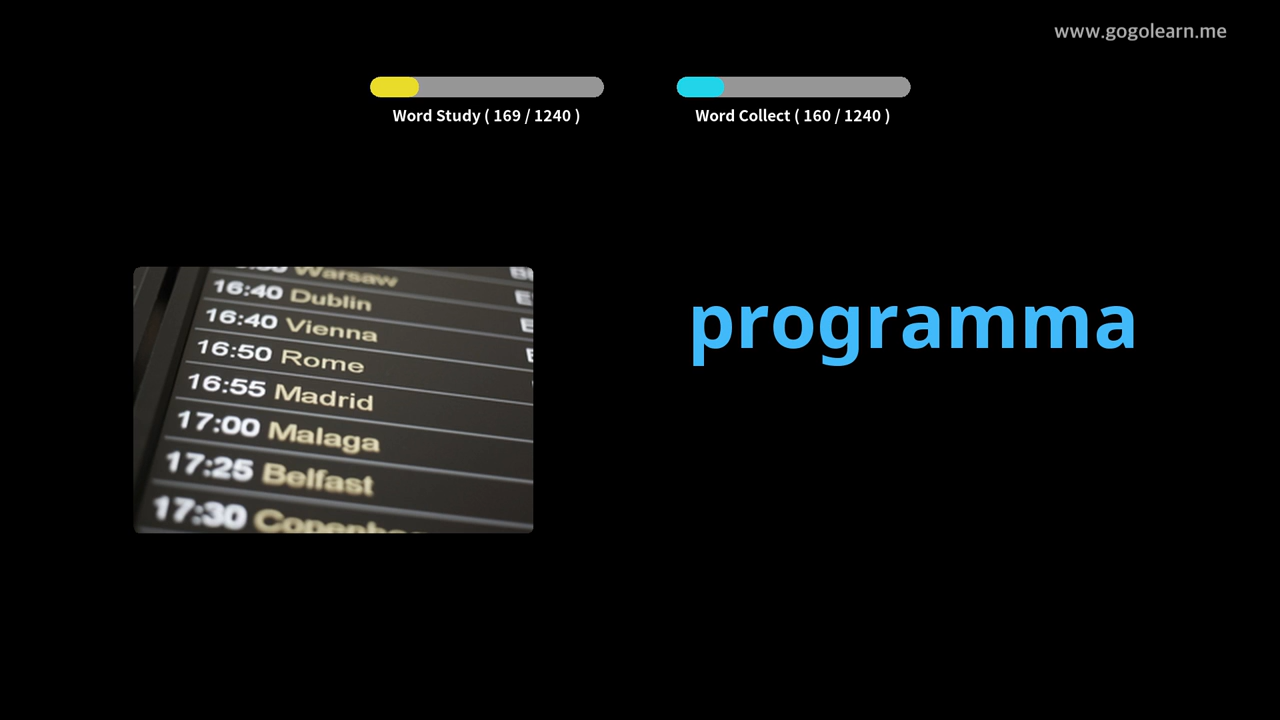 www.gogolearn.me
Word Study ( 169 / 1240 )
Word Collect ( 160 / 1240 )
Warsaw
16:40 Dublin
16:40 Vienna
16:50 Rome
16:55 Madrid
17:00 Malaga
17:25 Belfast
17:30
programma